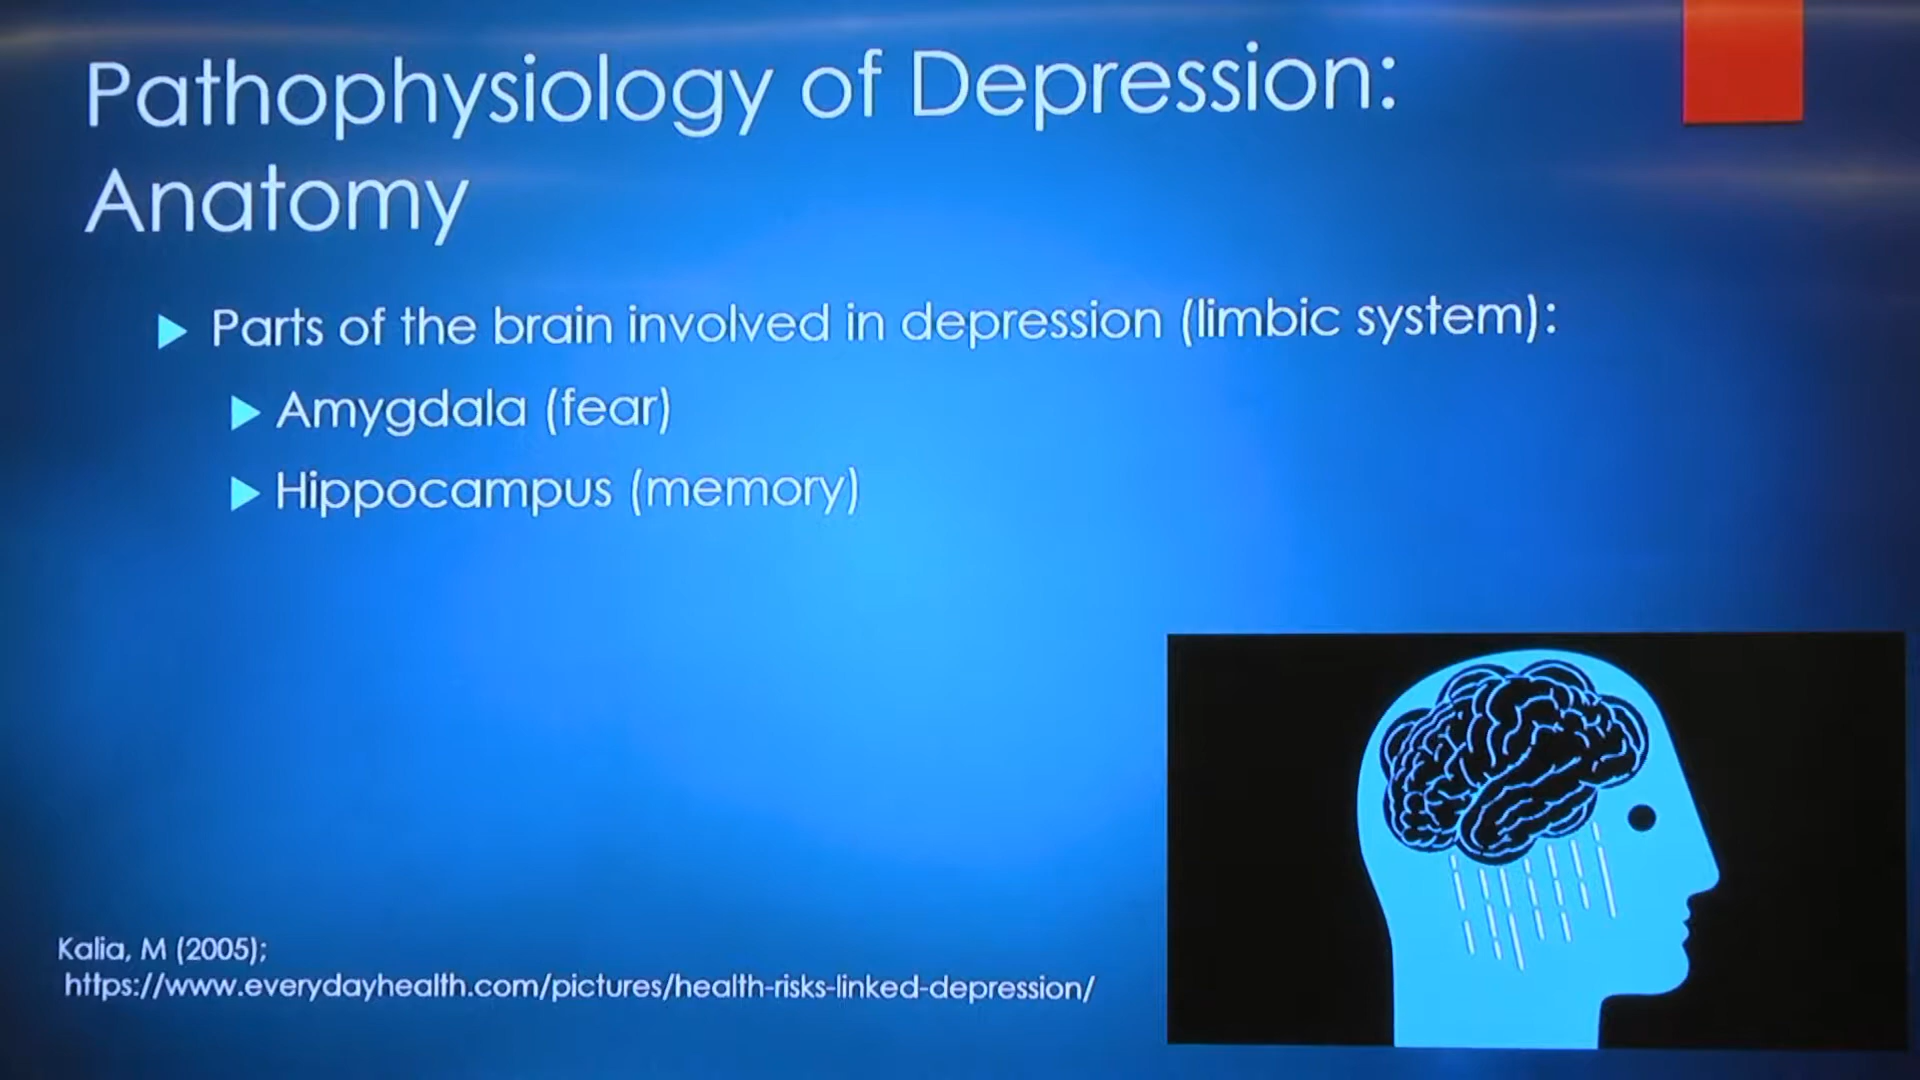 Pathophysiology of Depression:
Anatomy
Parts of the brain involved in depression (limbic system):
Amygdala (fear)
Hippocampus (memory)
Kalia, M (2005);
https://www.everydayhealth.com/pictures/health-risks-linked-depression/